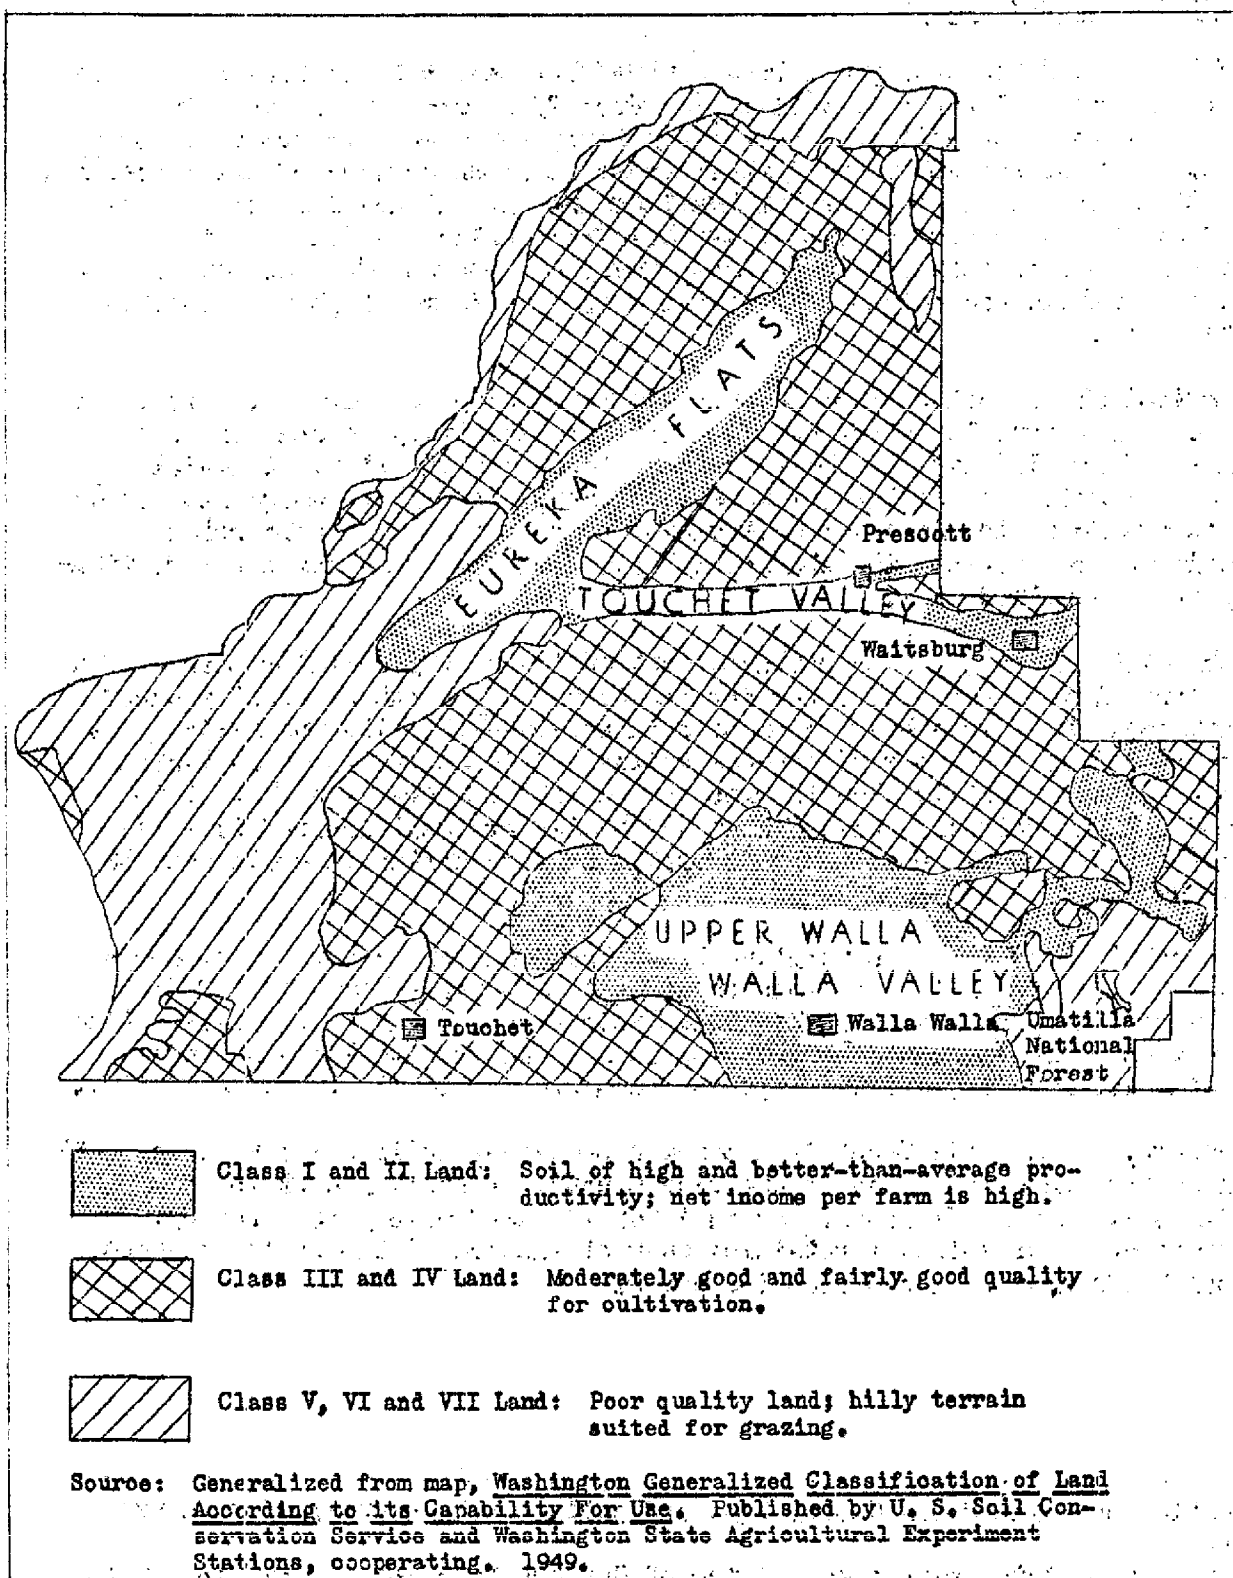 EUREKA FLATS
Prescott
TOUCHET VALLEY
Waitsburg
UPPER WALLA
WALLA VALLEY
Touchet
Walla Walla
Umatilla
National
Forest
Class I and II Land: Soil of high and better-than-average pro-
ductivity; net income per farm is high.
Class III and IV Land: Moderately good and fairly good quality
for cultivation.
Class V, VI and VII Land: Poor quality land; hilly terrain
suited for grazing.
Source: Generalized from map, Washington Generalized Classification of Land
According to its Capability For Use. Published by U. S. Soil Con-
servation Service and Washington State Agricultural Experiment
Stations, cooperating. 1949.